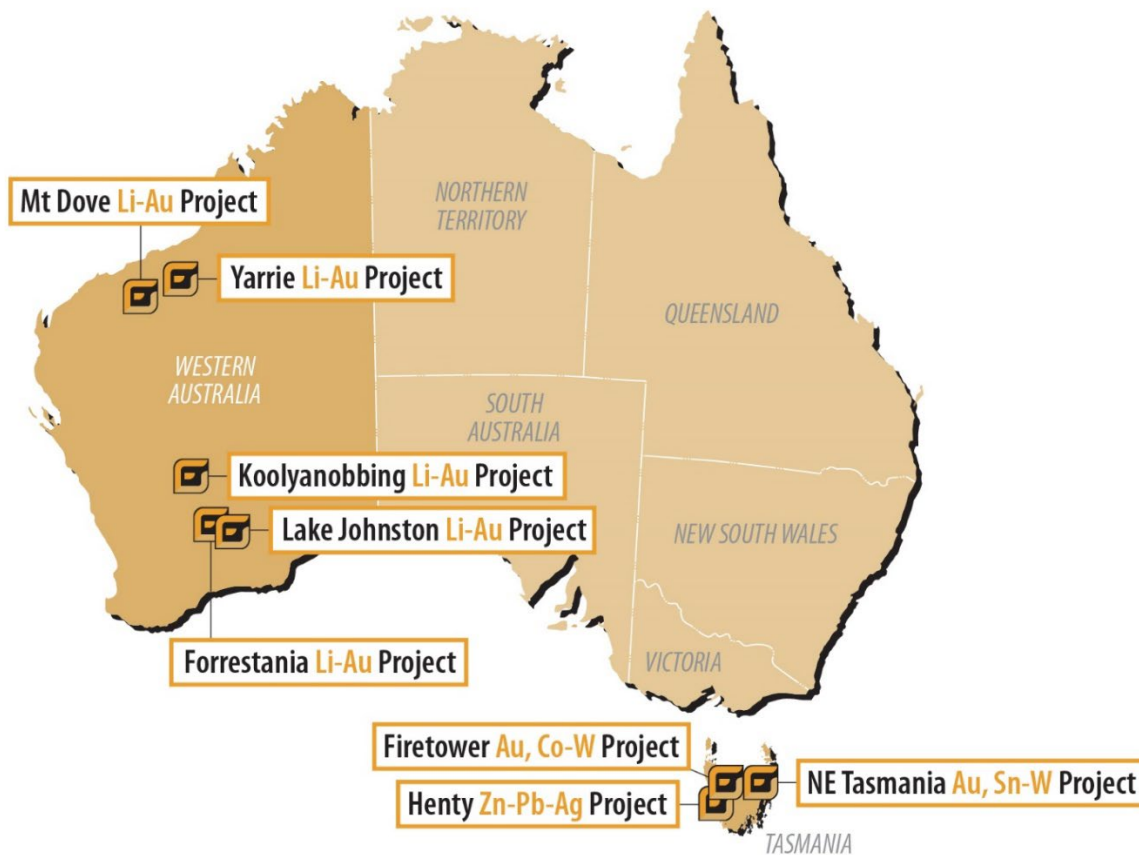 NORTHERN
TERRITORY
Mt Dove Li-Au Project
Yarrie Li-Au Project
QUEENSLAND
WESTERN
AUSTRALIA
SOUTH
AUSTRALIA
Koolyanobbing Li-Au Project
Lake Johnston Li-Au Project
NEW SOUTH WALES
Forrestania Li-Au Project
VICTORIA
Firetower Au, Co-W Project
NE Tasmania Au, Sn-W Project
Henty Zn-Pb-Ag Project
TASMANIA